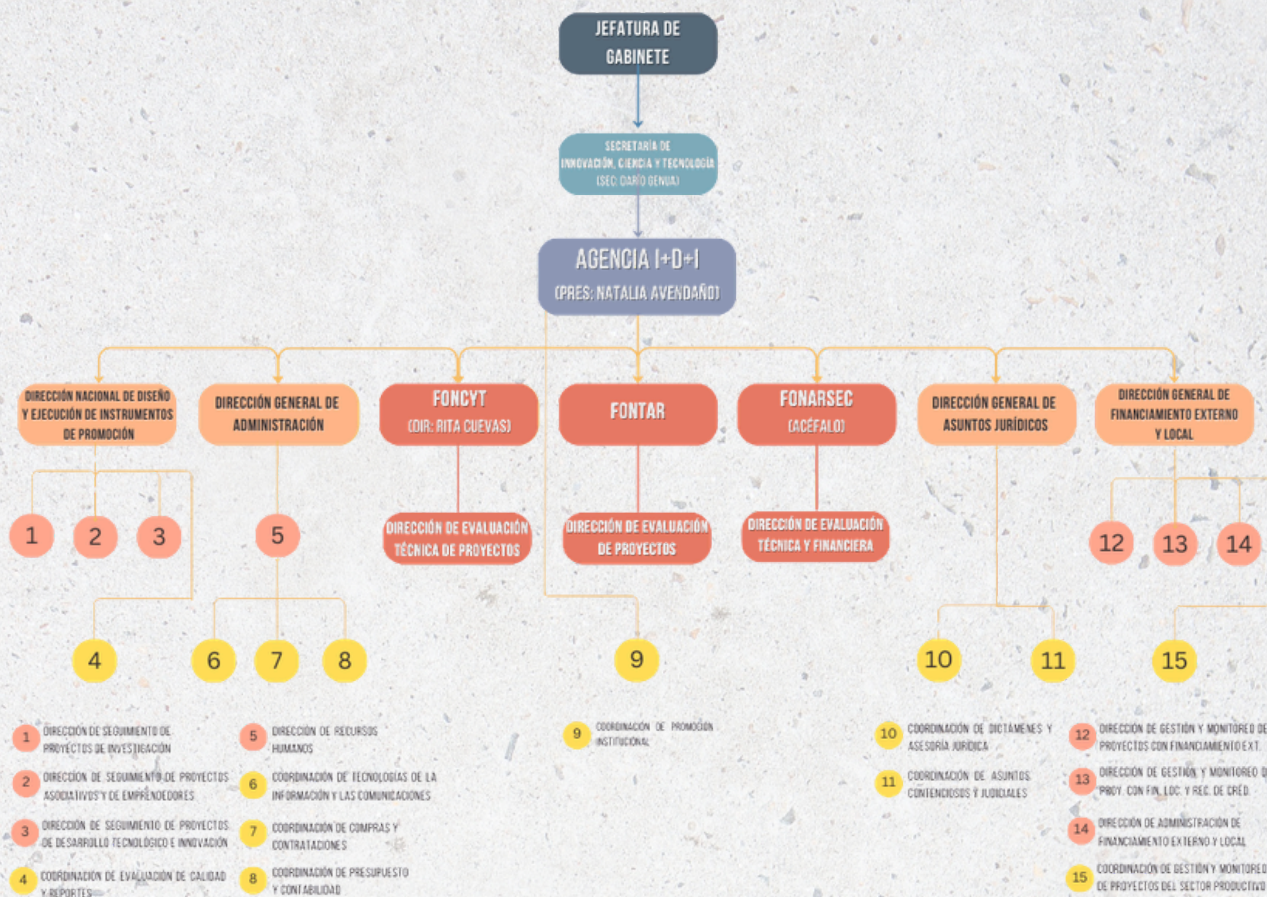 JEFATURA DE
GABINETE
SECRETARÍA DE
INNOVACIÓN, CIENCIA Y TECNOLOGÍA
(SEC: DARÍO GENUA)
AGENCIA I+D+I
(PRES: NATALIA AVENDAÑO)
DIRECCIÓN NACIONAL DE DISEÑO
Y EJECUCIÓN DE INSTRUMENTOS
DE PROMOCIÓN
DIRECCIÓN GENERAL DE
ADMINISTRACIÓN
FONCYT
(DIR: RITA CUEVAS)
FONTAR
FONARSEC
(ACÉFALO)
DIRECCIÓN GENERAL DE
ASUNTOS JURÍDICOS
DIRECCIÓN GENERAL DE
FINANCIAMIENTO EXTERNO
Y LOCAL
DIRECCIÓN DE EVALUACIÓN
TÉCNICA DE PROYECTOS
DIRECCIÓN DE EVALUACIÓN
DE PROYECTOS
DIRECCIÓN DE EVALUACIÓN
TÉCNICA Y FINANCIERA
1
2
3
5
12
13
14
4
6
7
8
9
10
11
15
1 DIRECCIÓN DE SEGUIMIENTO DE
PROYECTOS DE INVESTIGACIÓN
2 DIRECCIÓN DE SEGUIMIENTO DE PROYECTOS
ASOCIATIVOS Y DE EMPRENDEDORES
3 DIRECCIÓN DE SEGUIMIENTO DE PROYECTOS
DE DESARROLLO TECNOLÓGICO E INNOVACIÓN
4 COORDINACIÓN DE EVALUACIÓN DE CALIDAD
Y REPORTES
5 DIRECCIÓN DE RECURSOS
HUMANOS
6 COORDINACIÓN DE TECNOLOGÍAS DE LA
INFORMACIÓN Y LAS COMUNICACIONES
7 COORDINACIÓN DE COMPRAS Y
CONTRATACIONES
8 COORDINACIÓN DE PRESUPUESTO
Y CONTABILIDAD
9 COORDINACIÓN DE PROMOCIÓN
INSTITUCIONAL
10 COORDINACIÓN DE DICTÁMENES Y
ASESORÍA JURÍDICA
11 COORDINACIÓN DE ASUNTOS
CONTENCIOSOS Y JUDICIALES
12 DIRECCIÓN DE GESTIÓN Y MONITOREO DE
PROYECTOS CON FINANCIAMIENTO EXT.
13 DIRECCIÓN DE GESTIÓN Y MONITOREO D
PROY. CON FIN. LOC. Y REC. DE CRÉD.
14 DIRECCIÓN DE ADMINISTRACIÓN DE
FINANCIAMIENTO EXTERNO Y LOCAL
15 COORDINACIÓN DE GESTIÓN Y MONITOREO
DE PROYECTOS DEL SECTOR PRODUCTIVO